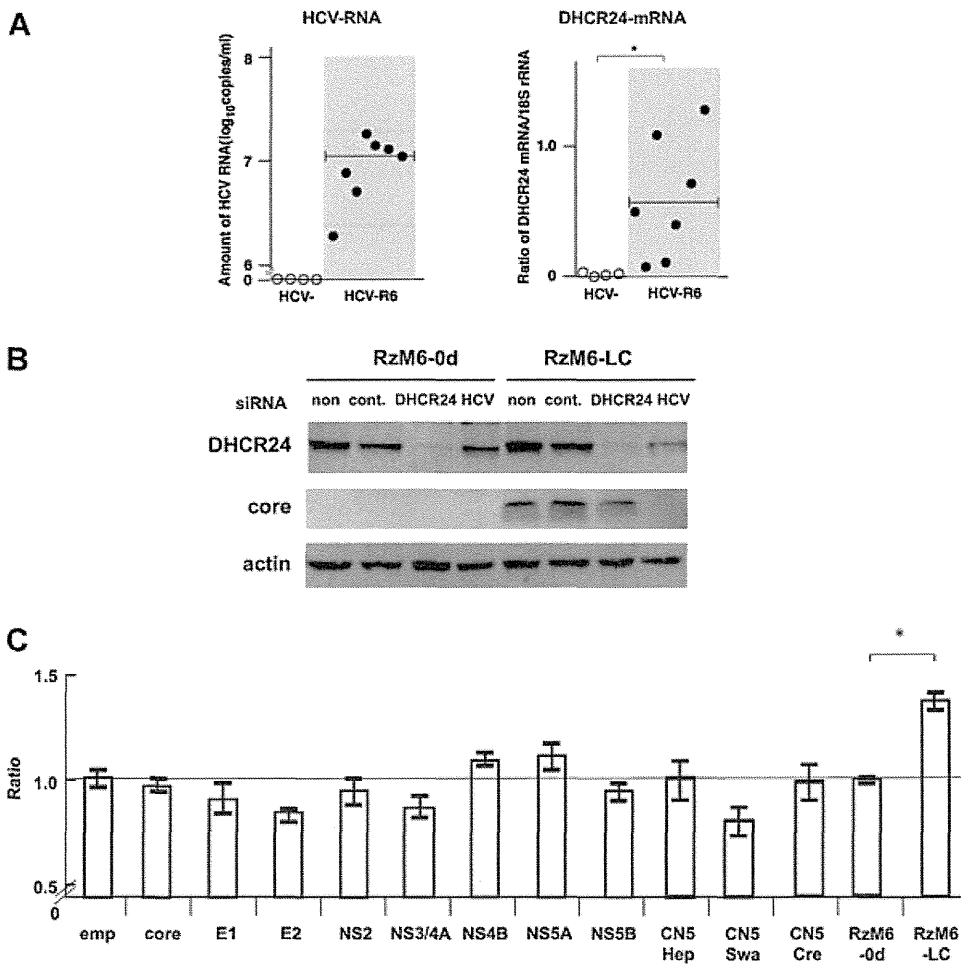 A
HCV-RNA
DHCR24-mRNA
Amount of HCV RNA(log10copies/ml)
8
7
6
0
HCV-
HCV-R6
Ratio of DHCR24 mRNA/18S rRNA
*
1.0
0
HCV-
HCV-R6
B
RzM6-0d
RzM6-LC
siRNA
non cont. DHCR24 HCV non cont. DHCR24 HCV
DHCR24
core
actin
C
*
Ratio
1.5
1.0
0.5
0
emp core E1 E2 NS2 NS3/4A NS4B NS5A NS5B CN5 CN5 CN5 RzM6 RzM6
Hep Swa Cre -0d -LC